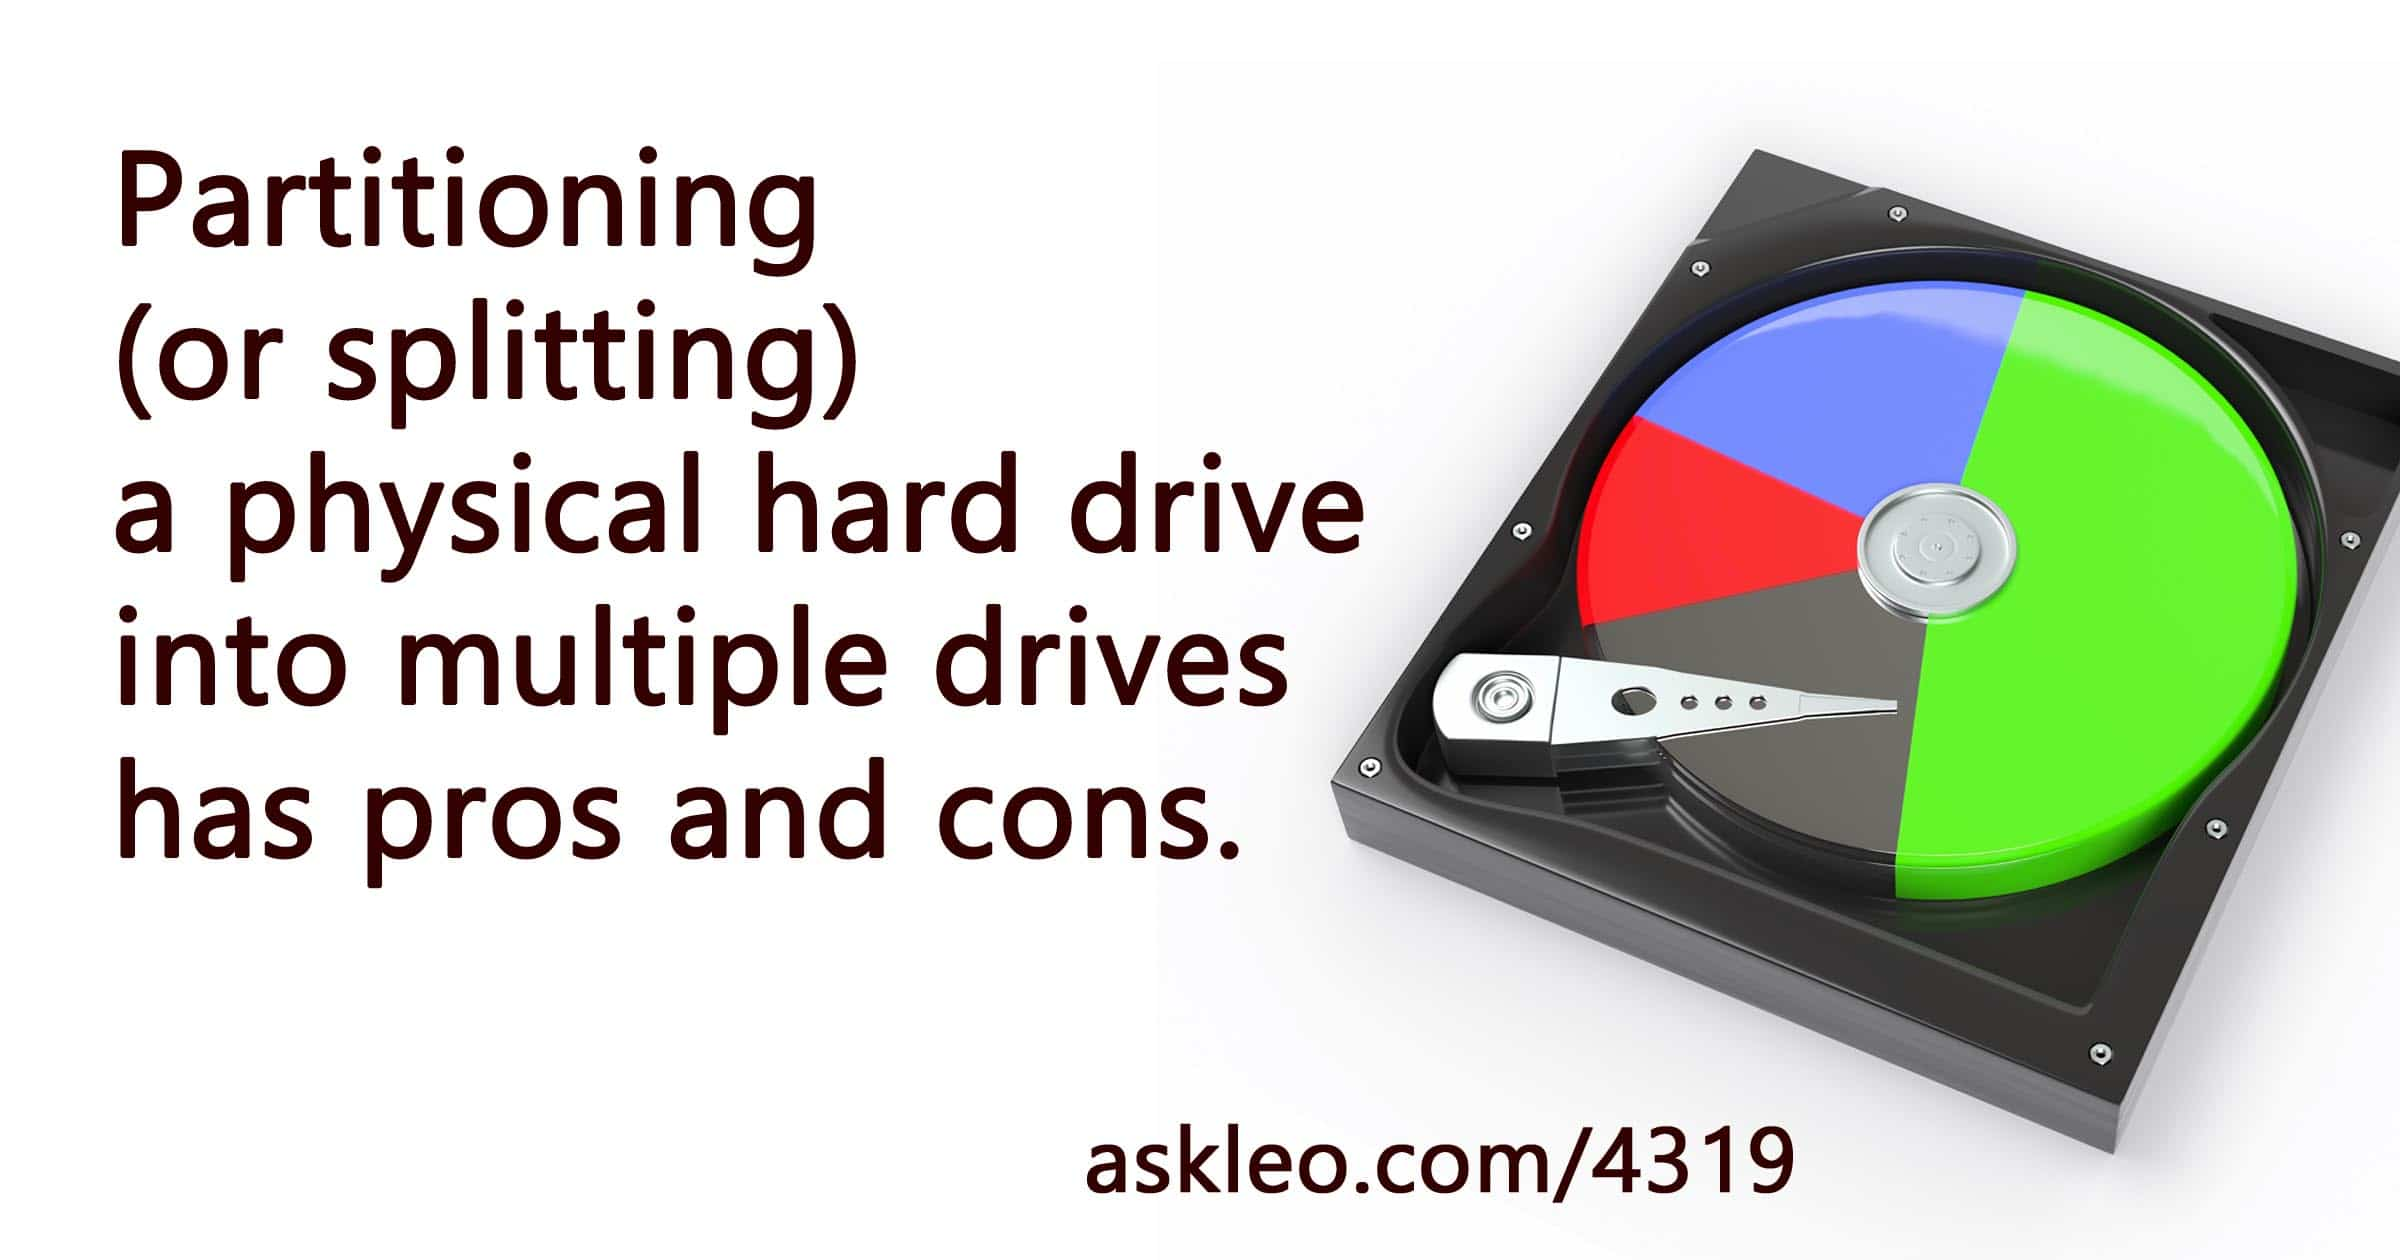 Partitioning
(or splitting)
a physical hard drive
into multiple drives
has pros and cons.
askleo.com/4319